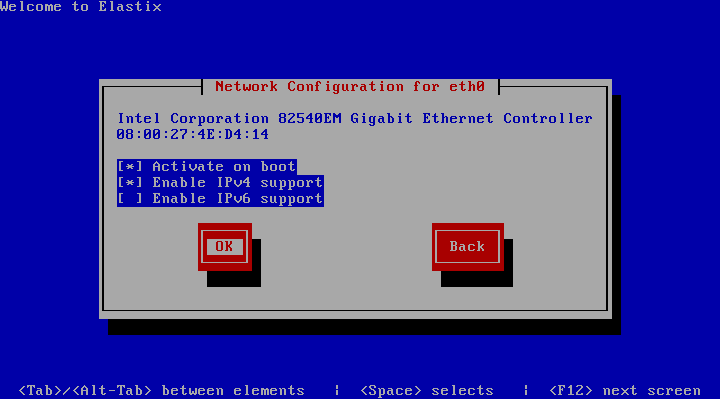 Welcome to Elastix
Network Configuration for eth0
Intel Corporation 82540EM Gigabit Ethernet Controller
08:00:27:4E:D4:14
[*] Activate on boot
[*] Enable IPv4 support
[ ] Enable IPv6 support
OK Back
<Tab>/<Alt-Tab> between elements | <Space> selects | <F12> next screen